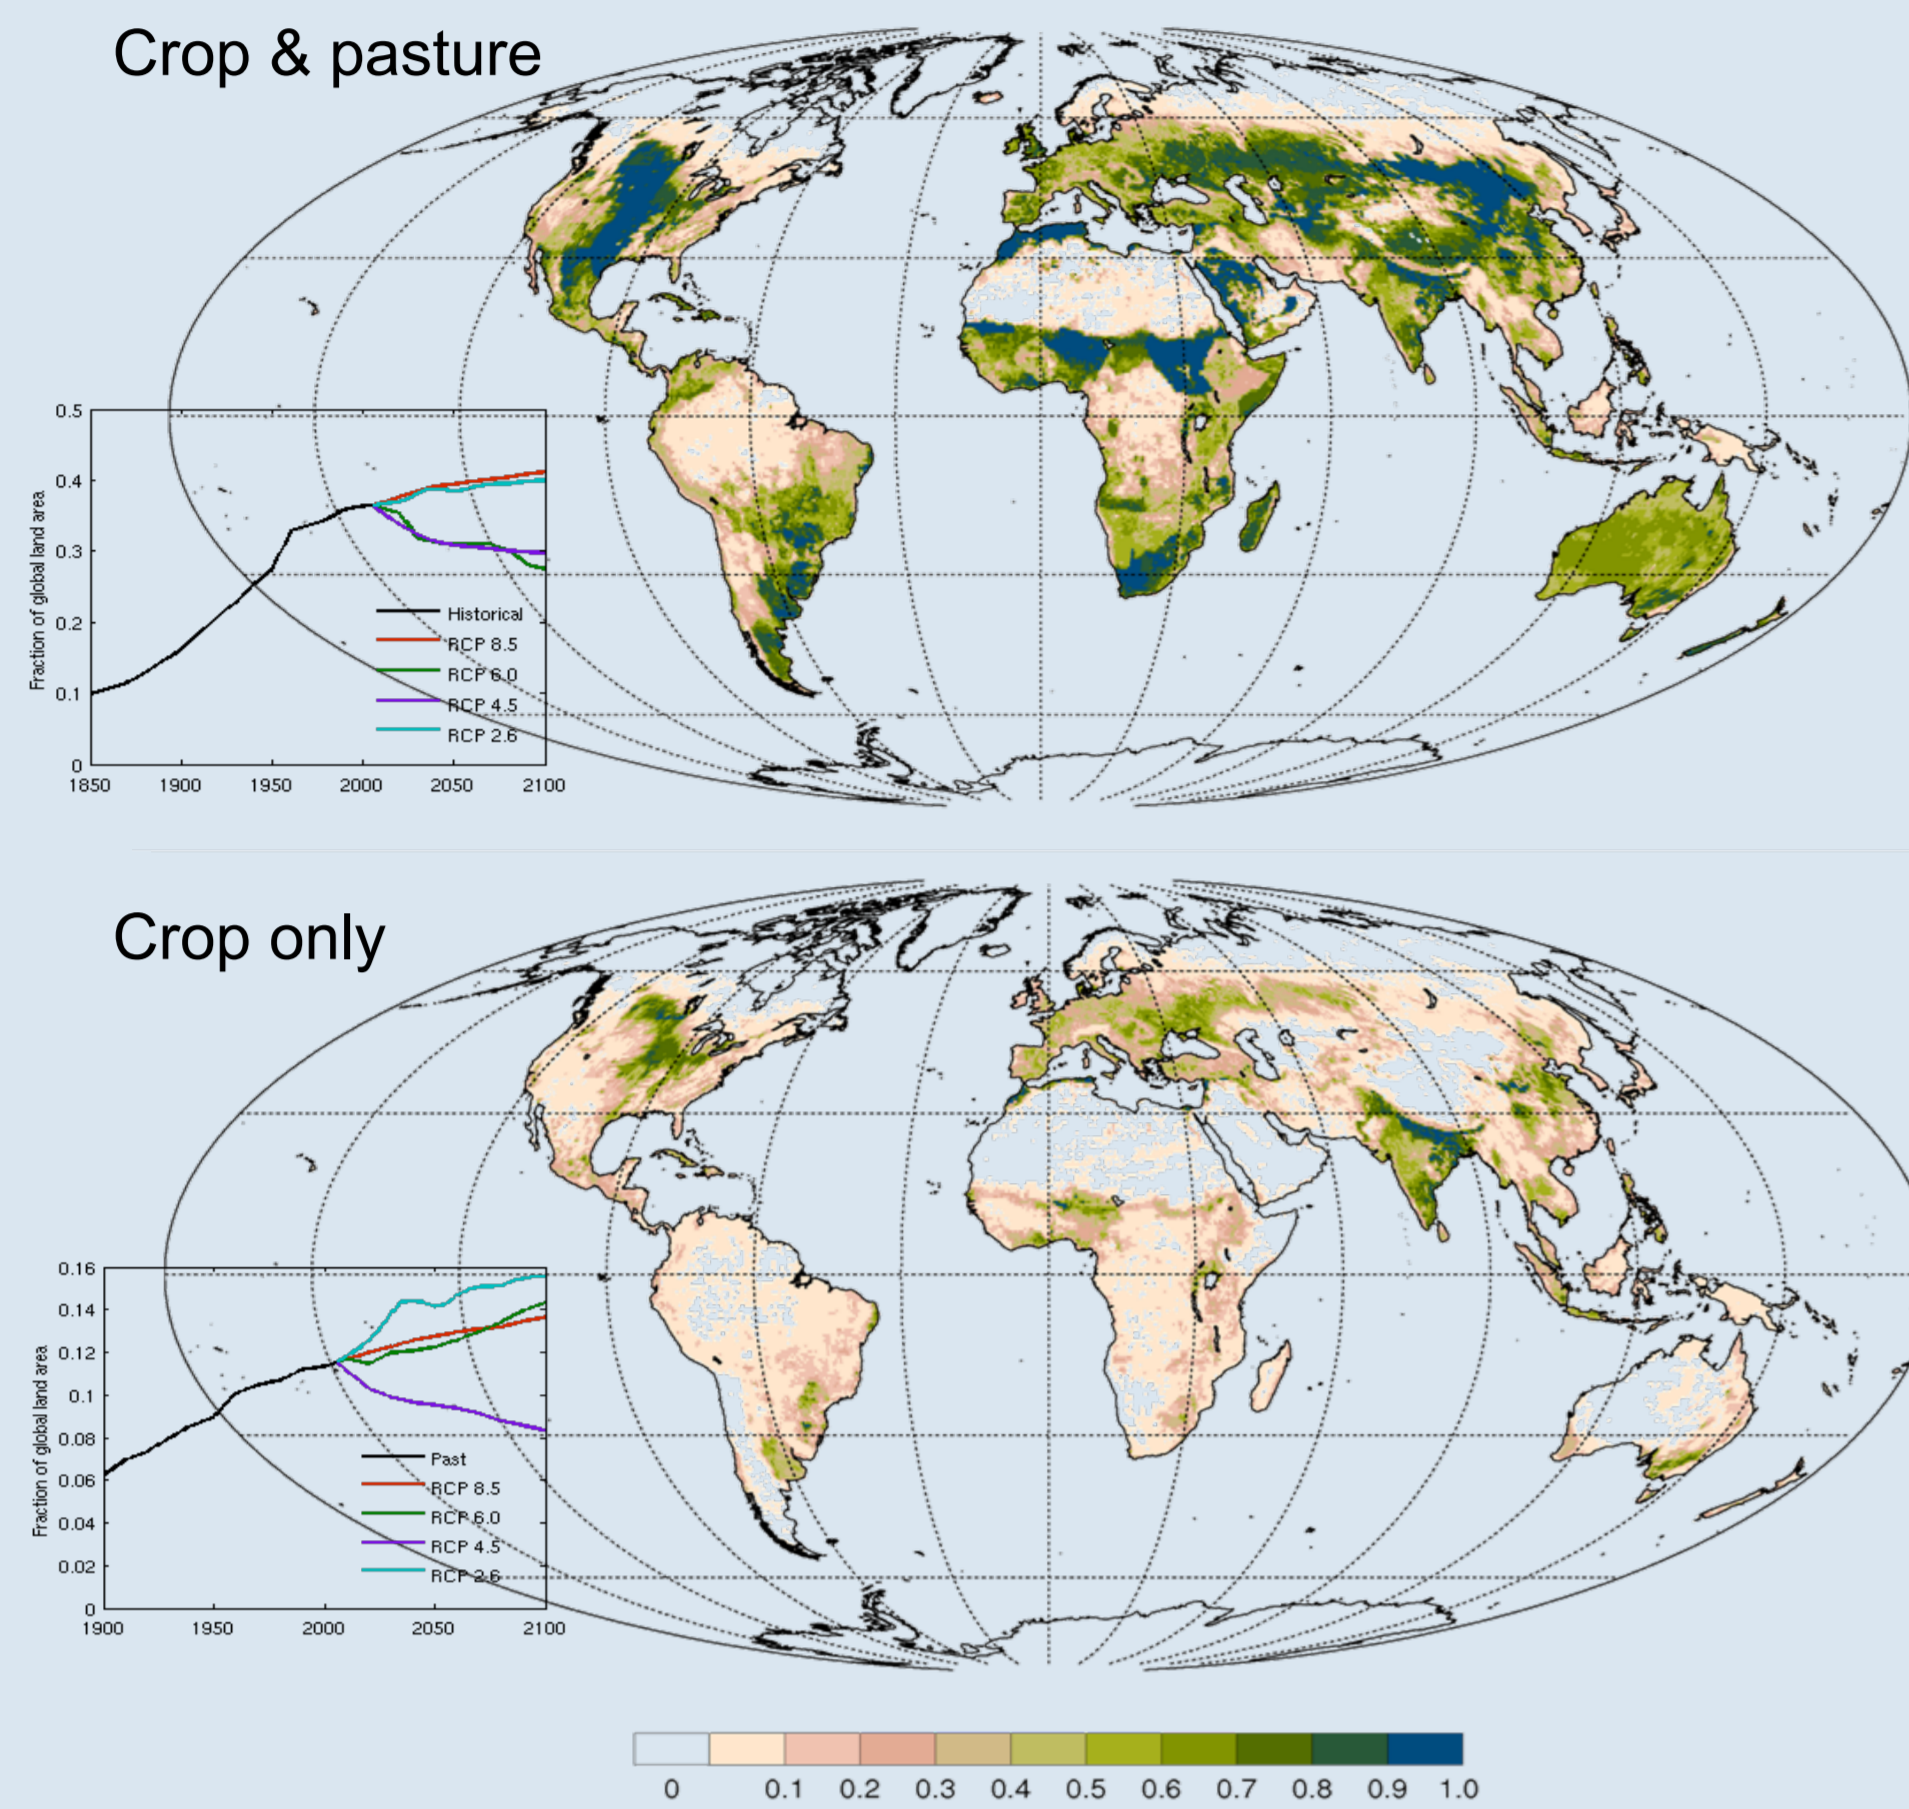 Crop & pasture
0.5
0.4
0.3
0.2
0.1
0
Fraction of global land area
Historical
RCP 8.5
RCP 6.0
RCP 4.5
RCP 2.6
1850 1900 1950 2000 2050 2100
Crop only
0.16
0.14
0.12
0.1
0.08
0.06
0.04
0.02
0
Fraction of global land area
Past
RCP 8.5
RCP 6.0
RCP 4.5
RCP 2.6
1900 1950 2000 2050 2100
0 0.1 0.2 0.3 0.4 0.5 0.6 0.7 0.8 0.9 1.0